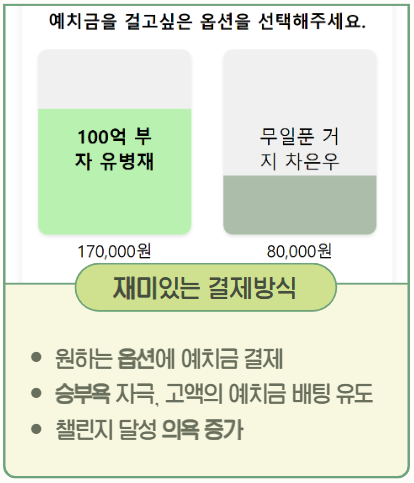 예치금을 걸고싶은 옵션을 선택해주세요.
100억 부
자 유병재
무일푼 거
지 차은우
170,000원
80,000원
재미있는 결제방식
원하는 옵션에 예치금 결제
승부욕 자극, 고액의 예치금 배팅 유도
챌린지 달성 의욕 증가